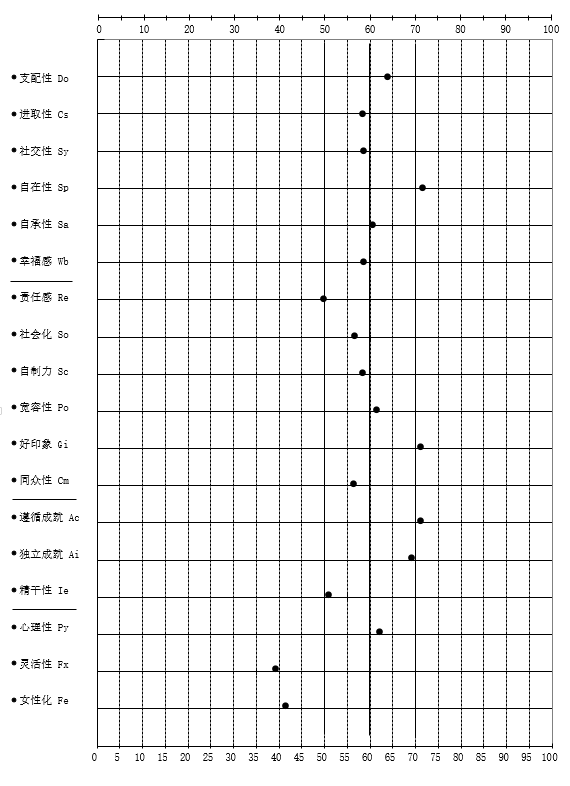 0 10 20 30 40 50 60 70 80 90 100
● 支配性 Do
● 进取性 Cs
● 社交性 Sy
● 自在性 Sp
● 自承性 Sa
● 幸福感 Wb
● 责任感 Re
● 社会化 So
● 自制力 Sc
● 宽容性 Po
● 好印象 Gi
● 同众性 Cm
● 遵循成就 Ac
● 独立成就 Ai
● 精干性 Ie
● 心理性 Py
● 灵活性 Fx
● 女性化 Fe
0 5 10 15 20 25 30 35 40 45 50 55 60 65 70 75 80 85 90 95 100